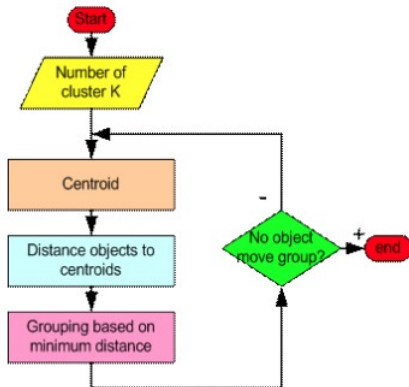 Start
Number of
cluster K
Centroid
Distance objects to
centroids
Grouping based on
minimum distance
-
No object
move group?
+
end